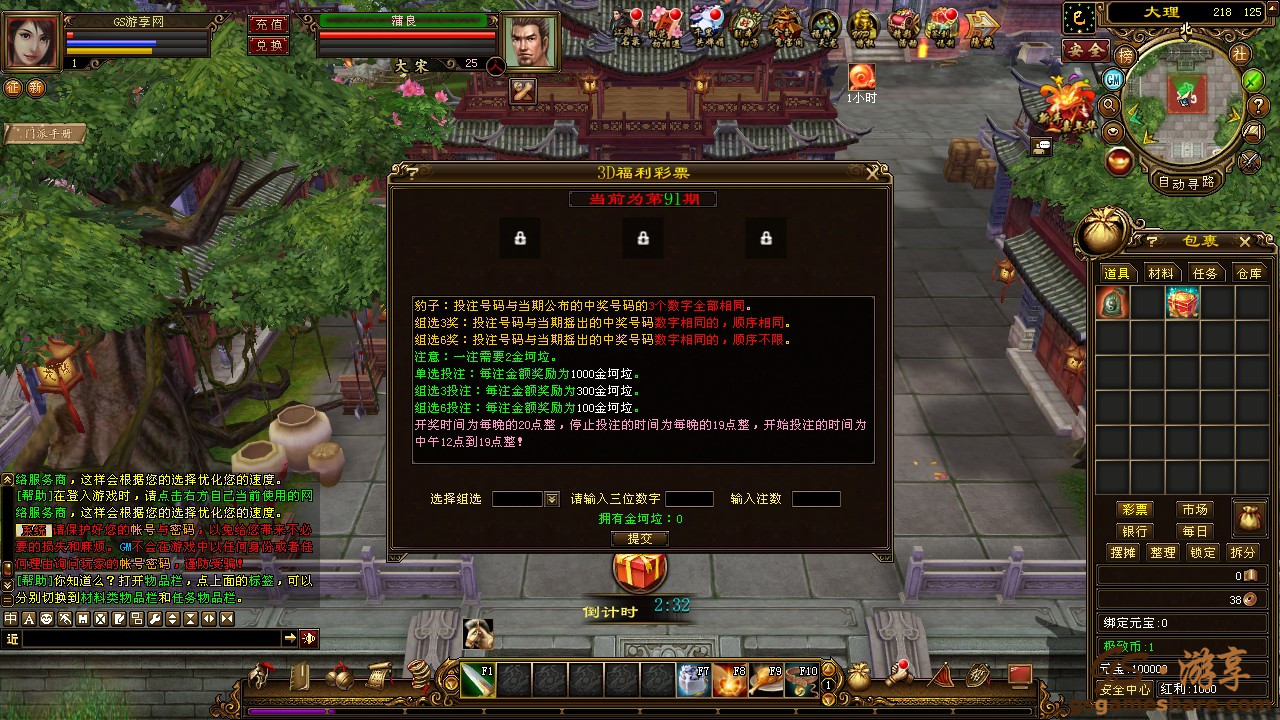 GS游享网
1
充值
兑换
蒲良
大宋
25
征
新
门派手册
1小时
大理
218 125
北
安全
榜
社
GM
自动寻路
3D福利彩票
当前为第91期
豹子：投注号码与当期公布的中奖号码的3个数字全部相同。
组选3奖：投注号码与当期摇出的中奖号码数字相同的，顺序相同。
组选6奖：投注号码与当期摇出的中奖号码数字相同的，顺序不限。
注意：一注需要2金坷垃。
单选投注：每注金额奖励为1000金坷垃。
组选3投注：每注金额奖励为300金坷垃。
组选6投注：每注金额奖励为100金坷垃。
开奖时间为每晚的20点整，停止投注的时间为每晚的19点整，开始投注的时间为
中午12点到19点整！
选择组选
请输入三位数字
输入注数
拥有金坷垃：0
提交
倒计时 2:32
包裹
道具
材料
任务
仓库
彩票
市场
银行
每日
摆摊
整理
锁定
拆分
0
38
绑定元宝:0
极致币:1
元宝:100000
安全中心
红利:1000
游享
络服务商，这样会根据您的选择优化您的速度。
[帮助]在登入游戏时，请点击右方自己当前使用的网
络服务商，这样会根据您的选择优化您的速度。
[系统]请保护好您的帐号与密码，以免给您带来不必
要的损失和麻烦。GM不会在游戏中以任何身份或者任
何理由询问玩家的帐号密码，谨防受骗！
[帮助]你知道么？打开物品栏，点上面的标签，可以
分别切换到材料类物品栏和任务物品栏。
近
F1
F7
F8
F9
F10
1